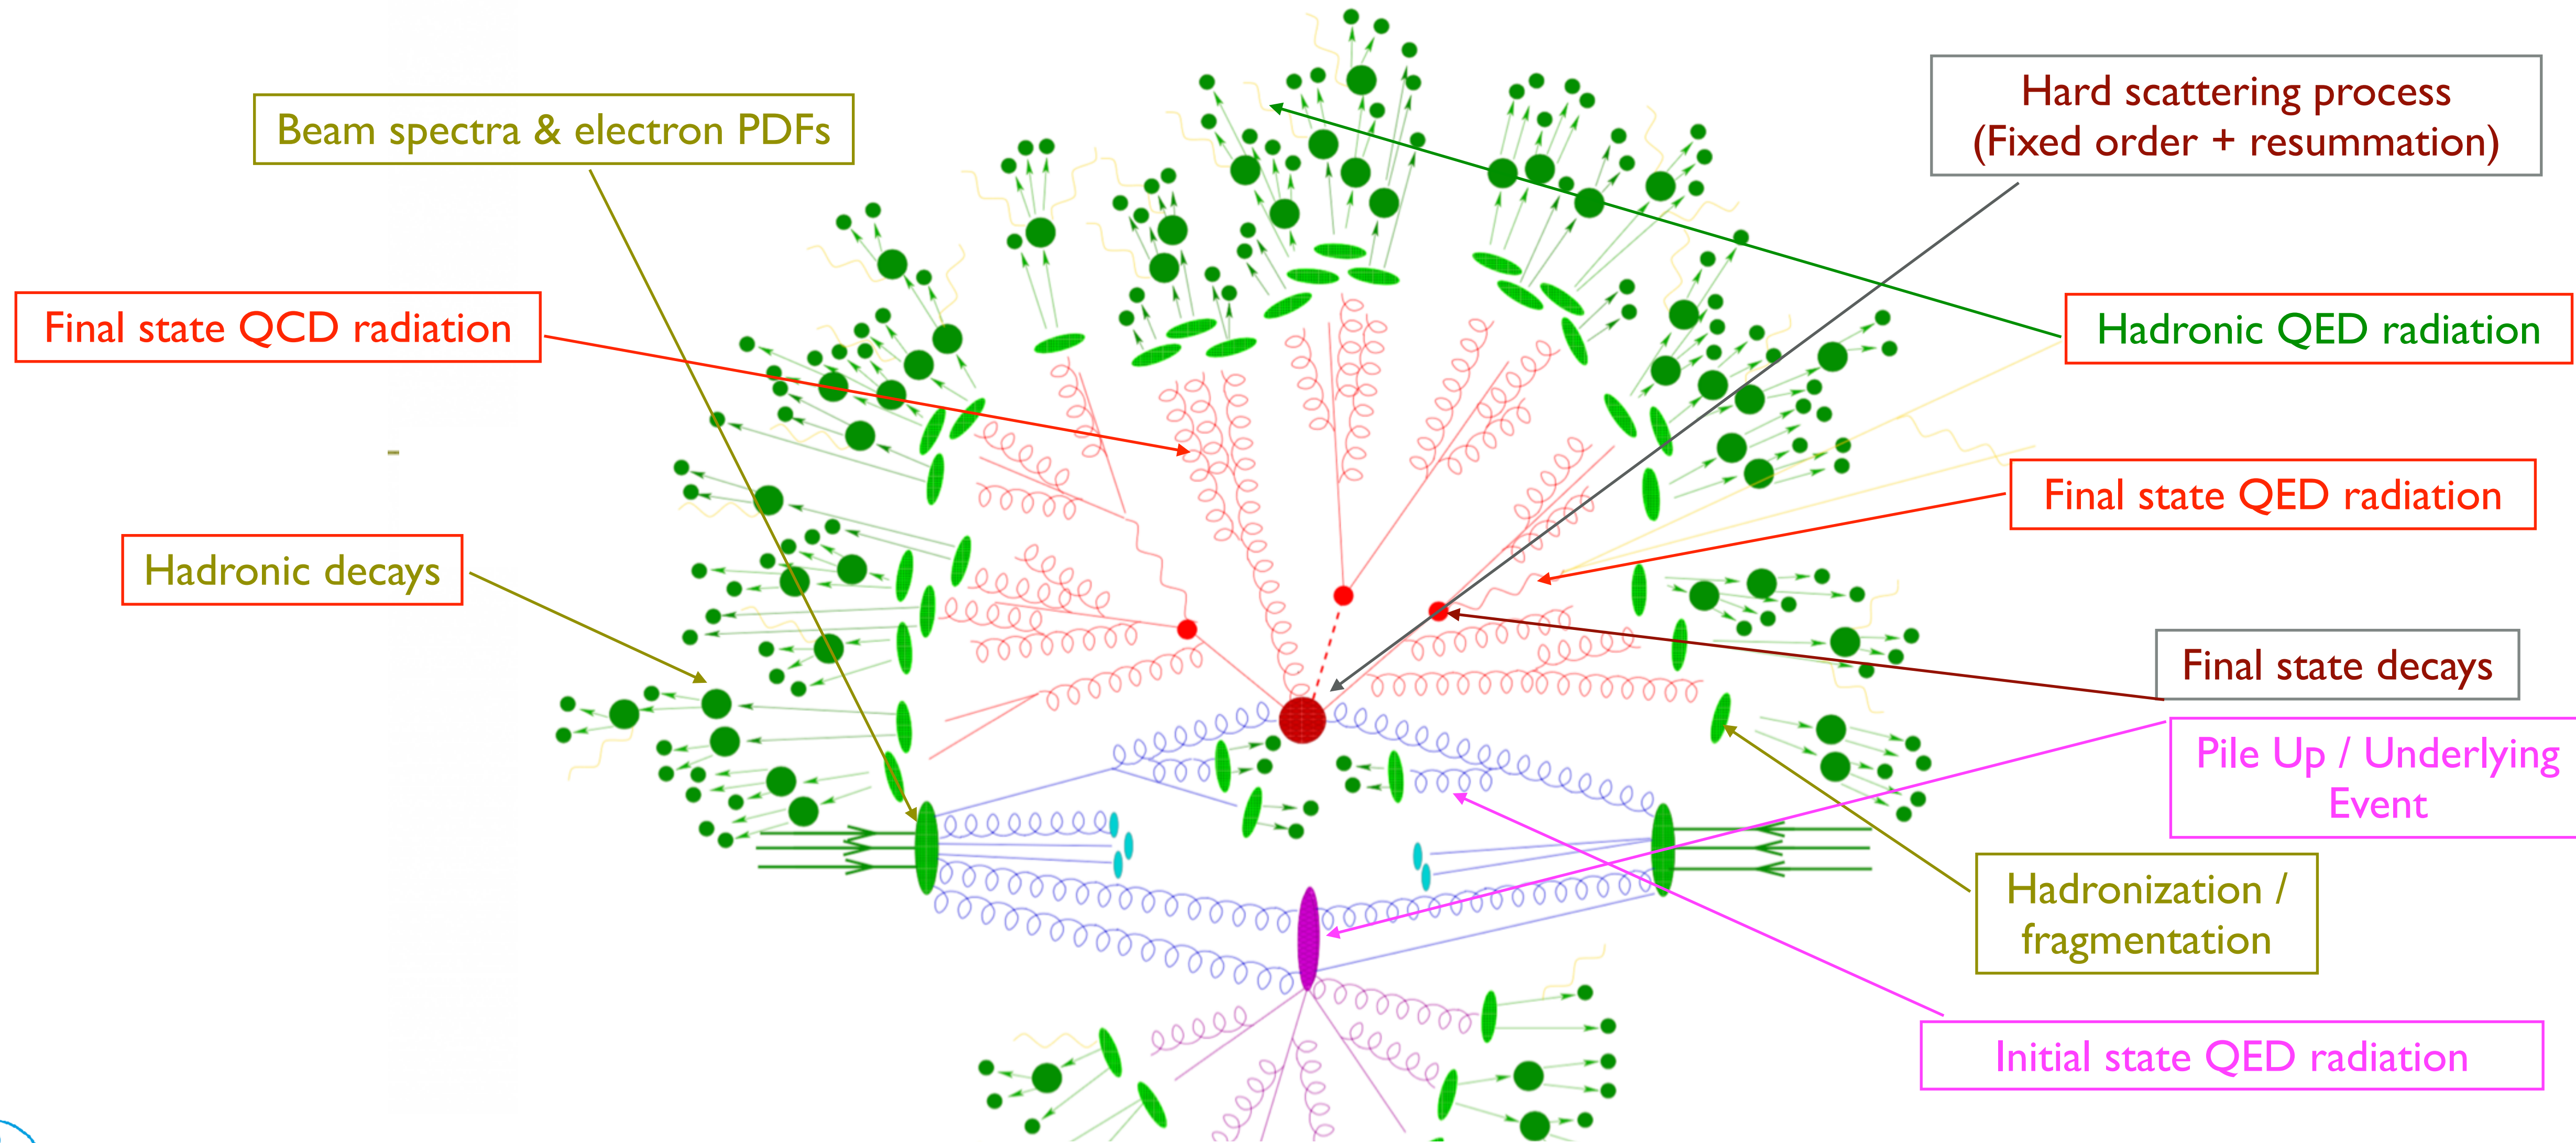 Beam spectra & electron PDFs
Hard scattering process
(Fixed order + resummation)
Final state QCD radiation
Hadronic QED radiation
Final state QED radiation
Hadronic decays
Final state decays
Pile Up / Underlying
Event
Hadronization /
fragmentation
Initial state QED radiation